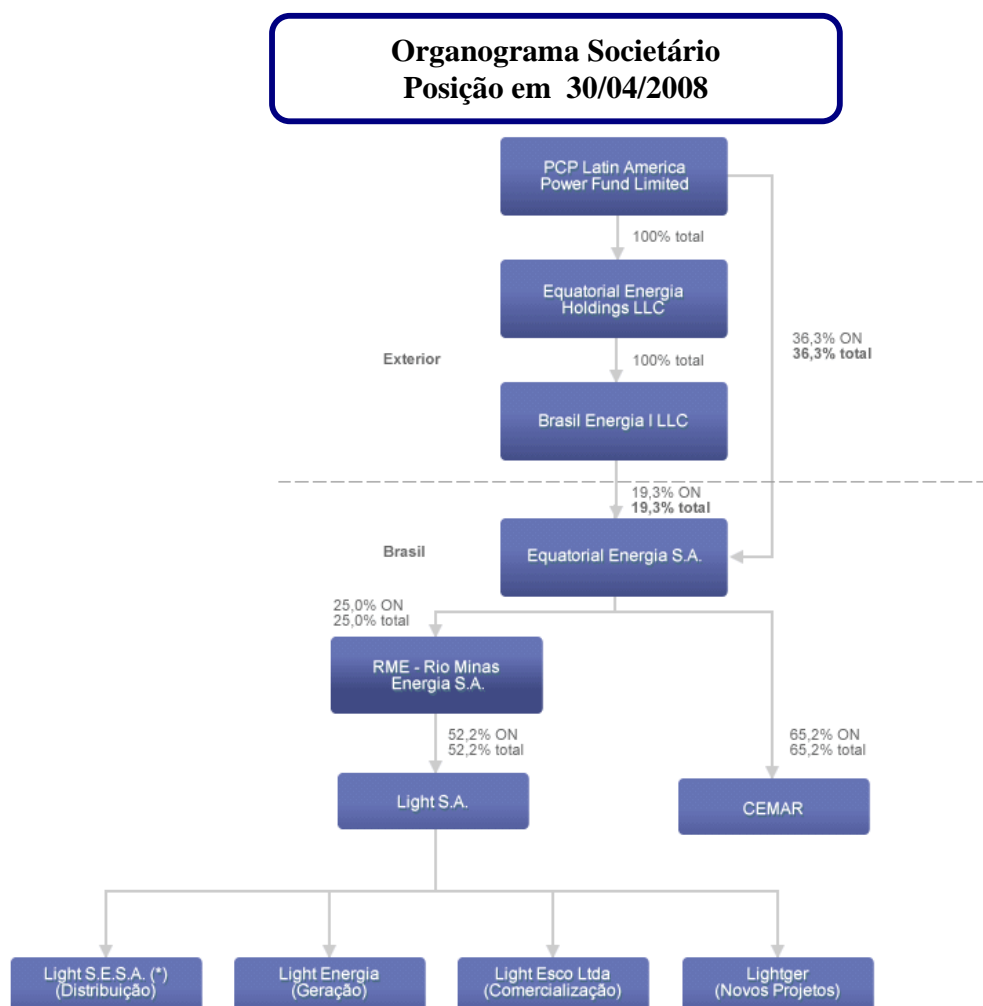 Organograma Societário
Posição em 30/04/2008
PCP Latin America
Power Fund Limited
100% total
Equatorial Energia
Holdings LLC
36,3% ON
36,3% total
Exterior
100% total
Brasil Energia I LLC
19,3% ON
19,3% total
Brasil
Equatorial Energia S.A.
25,0% ON
25,0% total
RME - Rio Minas
Energia S.A.
52,2% ON
52,2% total
65,2% ON
65,2% total
Light S.A.
CEMAR
Light S.E.S.A. (*)
(Distribuição)
Light Energia
(Geração)
Light Esco Ltda
(Comercialização)
Lightger
(Novos Projetos)